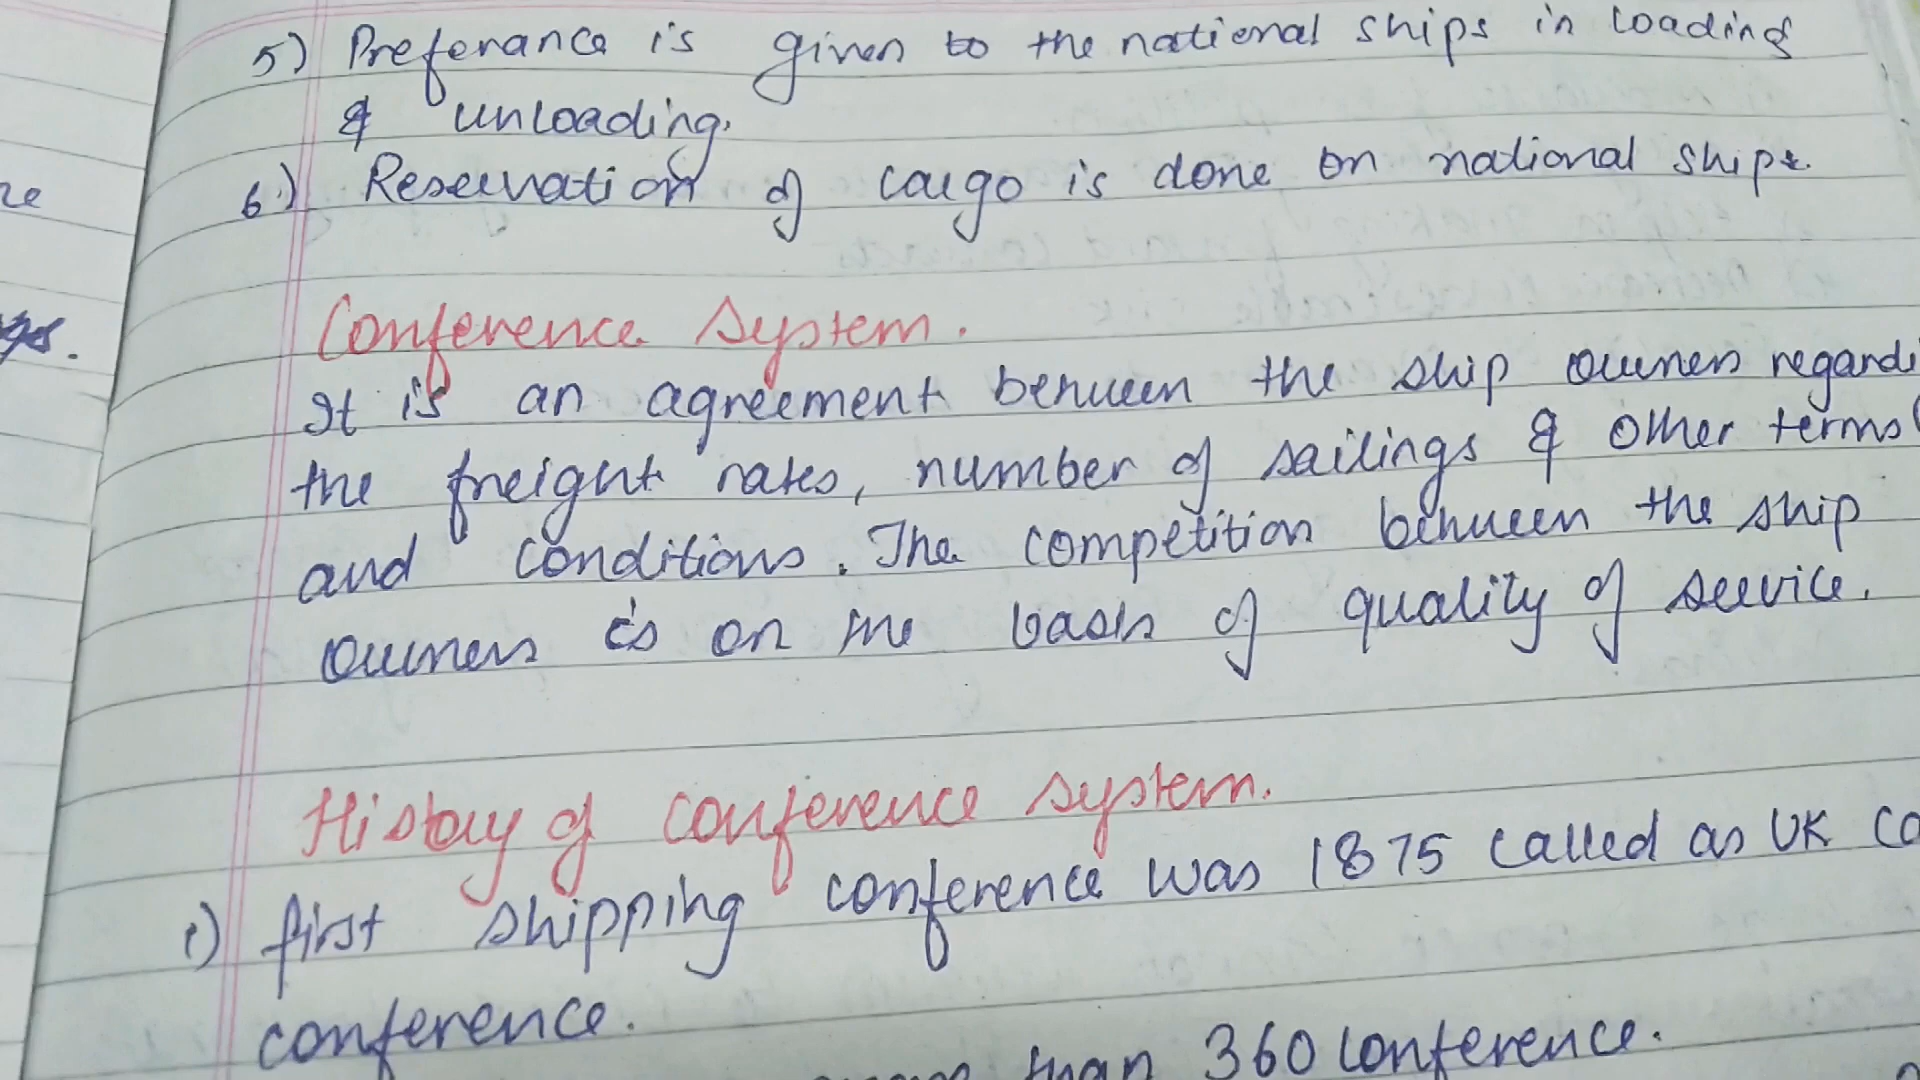 5) Preferance is given to the national ships in loading
& unloading.
6.) Reservation of cargo is done on national ships.
re
ges.
Conference System.
It is an agreement between the ship owners regardi
the freight rates, number of sailings & other terms
and conditions. The competition between the ship
owners is on the basis of quality of service.
History of conference system.
1) first shipping conference was 1875 called as UK co
conference.
than 360 conference.